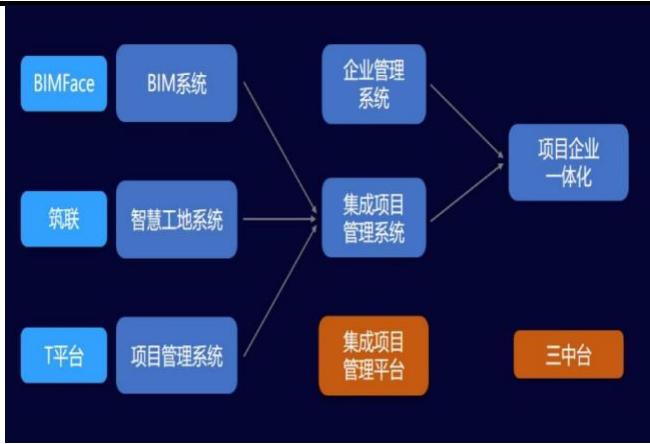 BIMFace
BIM系统
企业管理
系统
项目企业
一体化
筑联
智慧工地系统
集成项目
管理系统
T平台
项目管理系统
集成项目
管理平台
三中台